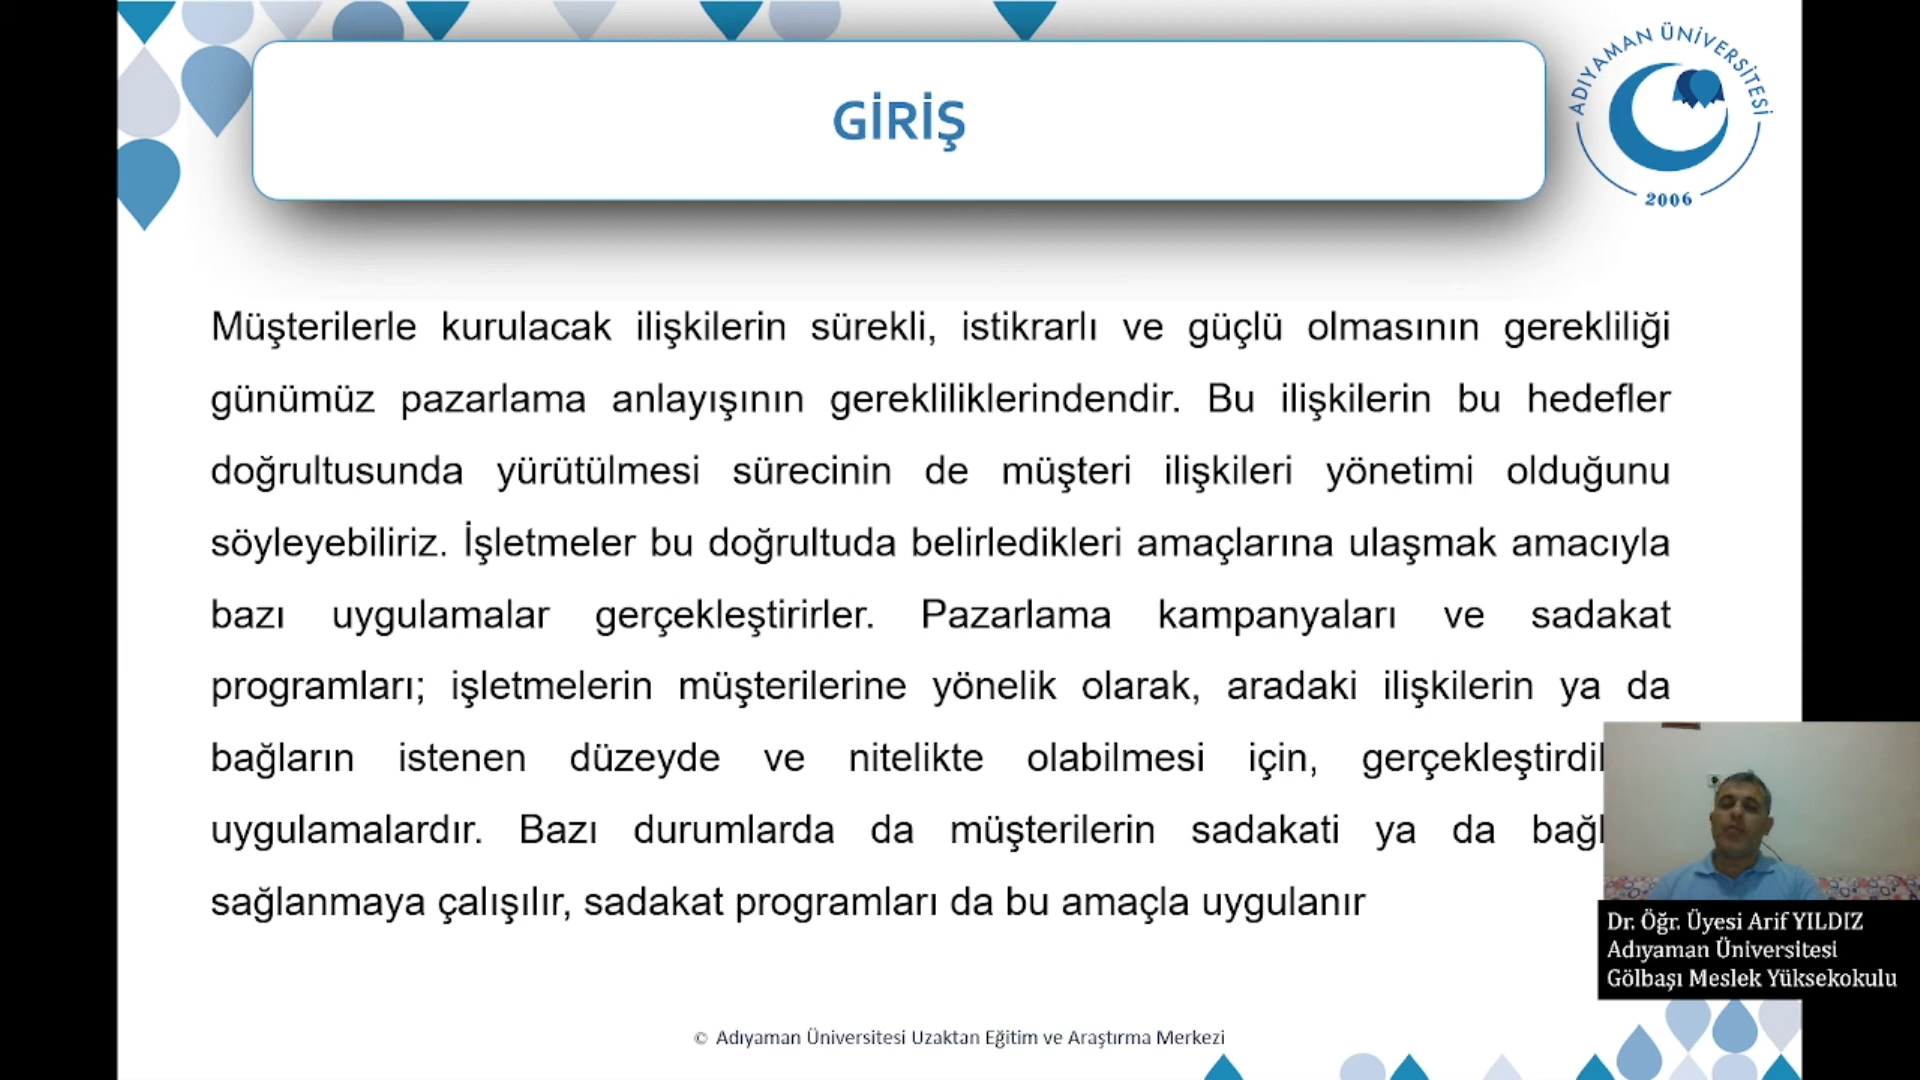 GİRİŞ
ADIYAMAN ÜNİVERSİTESİ
2006
Müşterilerle kurulacak ilişkilerin sürekli, istikrarlı ve güçlü olmasının gerekliliği
günümüz pazarlama anlayışının gerekliliklerindendir. Bu ilişkilerin bu hedefler
doğrultusunda yürütülmesi sürecinin de müşteri ilişkileri yönetimi olduğunu
söyleyebiliriz. İşletmeler bu doğrultuda belirledikleri amaçlarına ulaşmak amacıyla
bazı uygulamalar gerçekleştirirler. Pazarlama kampanyaları ve sadakat
programları; işletmelerin müşterilerine yönelik olarak, aradaki ilişkilerin ya da
bağların istenen düzeyde ve nitelikte olabilmesi için,
uygulamalardır. Bazı durumlarda da müşterilerin sadakati ya da
sağlanmaya çalışılır, sadakat programları da bu amaçla uygulanır
Dr. Öğr. Üyesi Arif YILDIZ
Adıyaman Üniversitesi
Gölbaşı Meslek Yüksekokulu
© Adıyaman Üniversitesi Uzaktan Eğitim ve Araştırma Merkezi